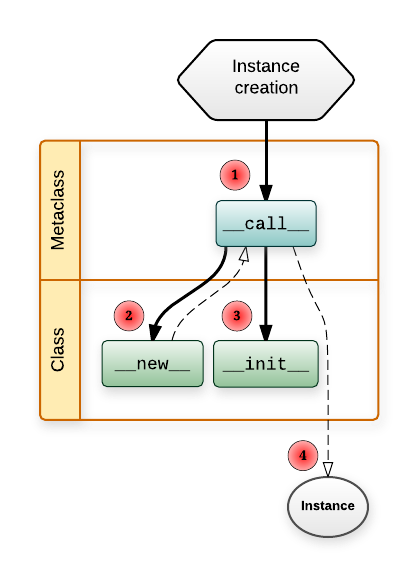 Instance
creation
Metaclass
1
__call__
Class
2
3
__new__
__init__
4
Instance